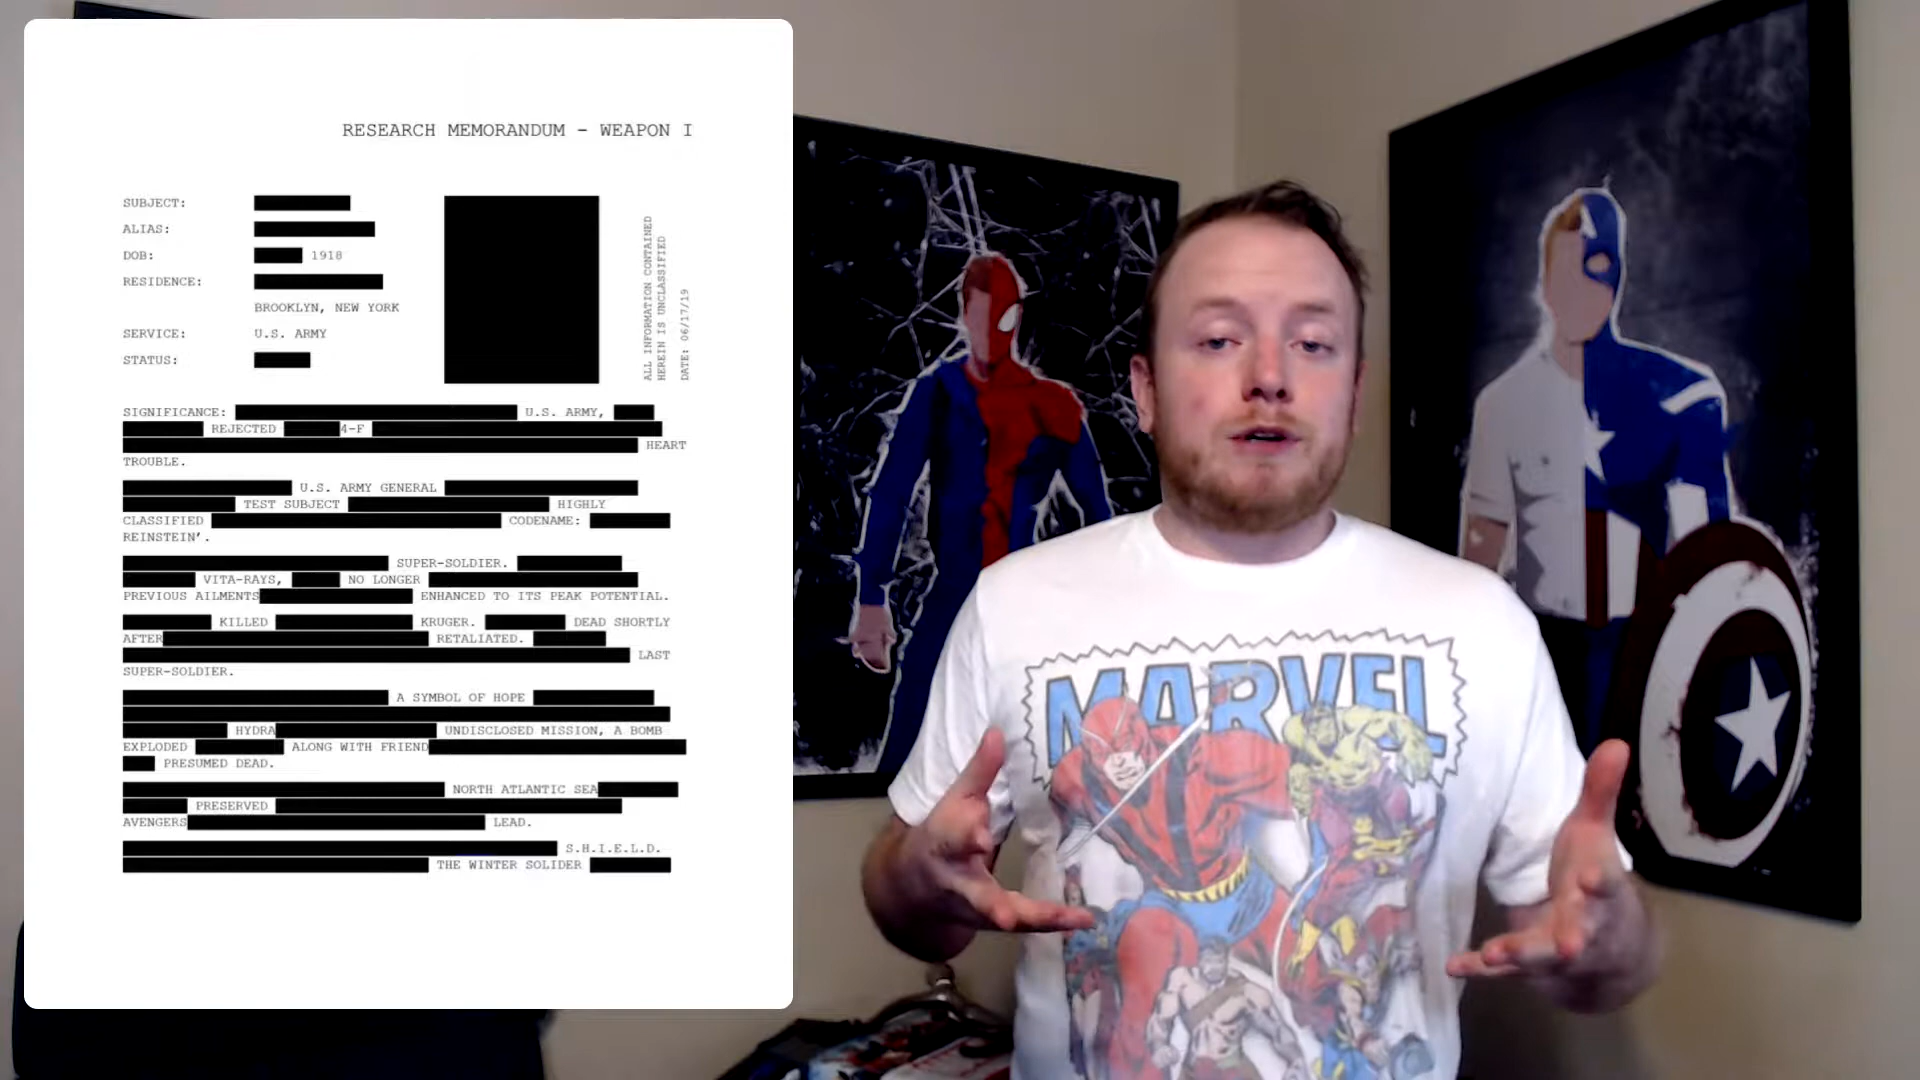 RESEARCH MEMORANDUM - WEAPON I
SUBJECT:
ALIAS:
DOB: 1918
RESIDENCE:
BROOKLYN, NEW YORK
SERVICE: U.S. ARMY
STATUS:
ALL INFORMATION CONTAINED
HEREIN IS UNCLASSIFIED
DATE: 06/17/19
SIGNIFICANCE: U.S. ARMY,
REJECTED 4-F
HEART
TROUBLE.
U.S. ARMY GENERAL
TEST SUBJECT HIGHLY
CLASSIFIED CODENAME:
REINSTEIN'.
SUPER-SOLDIER.
VITA-RAYS, NO LONGER
PREVIOUS AILMENTS ENHANCED TO ITS PEAK POTENTIAL.
KILLED KRUGER. DEAD SHORTLY
AFTER RETALIATED.
LAST
SUPER-SOLDIER.
A SYMBOL OF HOPE
HYDRA UNDISCLOSED MISSION, A BOMB
EXPLODED ALONG WITH FRIEND
PRESUMED DEAD.
NORTH ATLANTIC SEA
PRESERVED
AVENGERS LEAD.
S.H.I.E.L.D.
THE WINTER SOLIDER
MARVEL